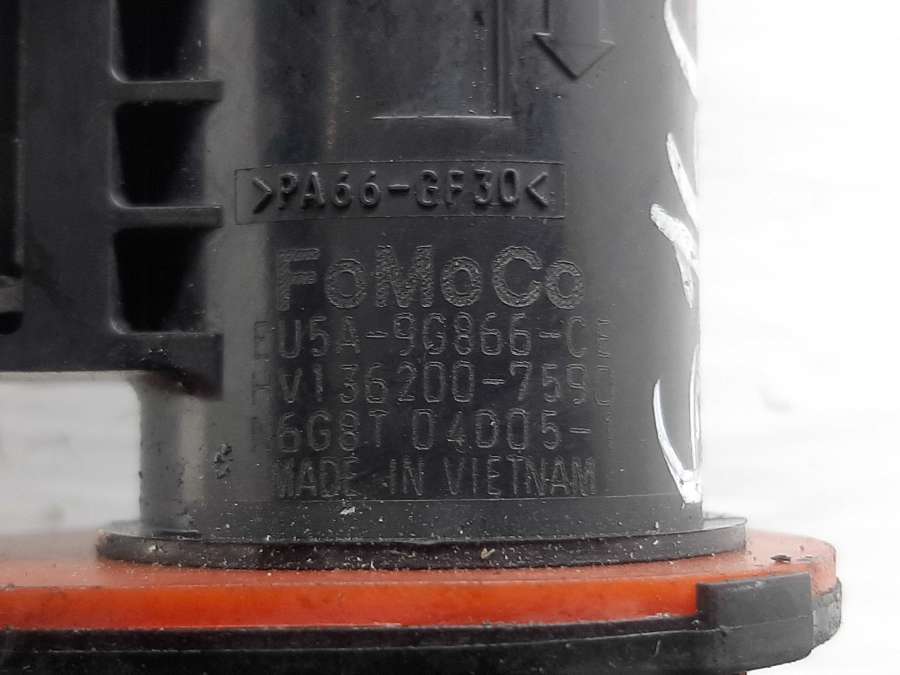 >PA66-GF30<
FoMoCo
EU5A-9G866-CE
HV136200-7590
MADE IN VIETNAM